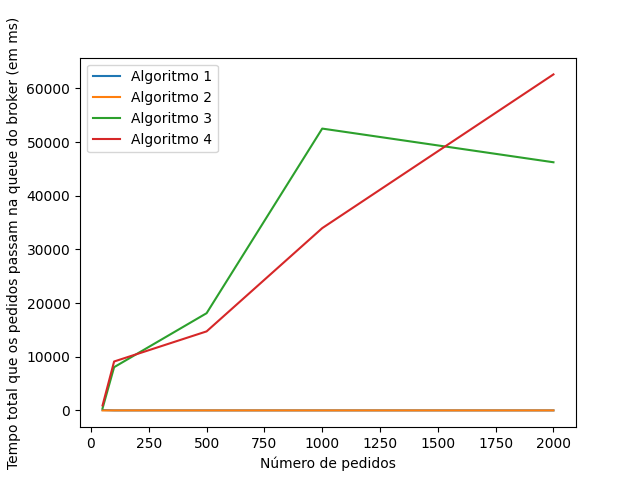 Tempo total que os pedidos passam na queue do broker (em ms)
60000
50000
40000
30000
20000
10000
0
Algoritmo 1
Algoritmo 2
Algoritmo 3
Algoritmo 4
0 250 500 750 1000 1250 1500 1750 2000
Número de pedidos